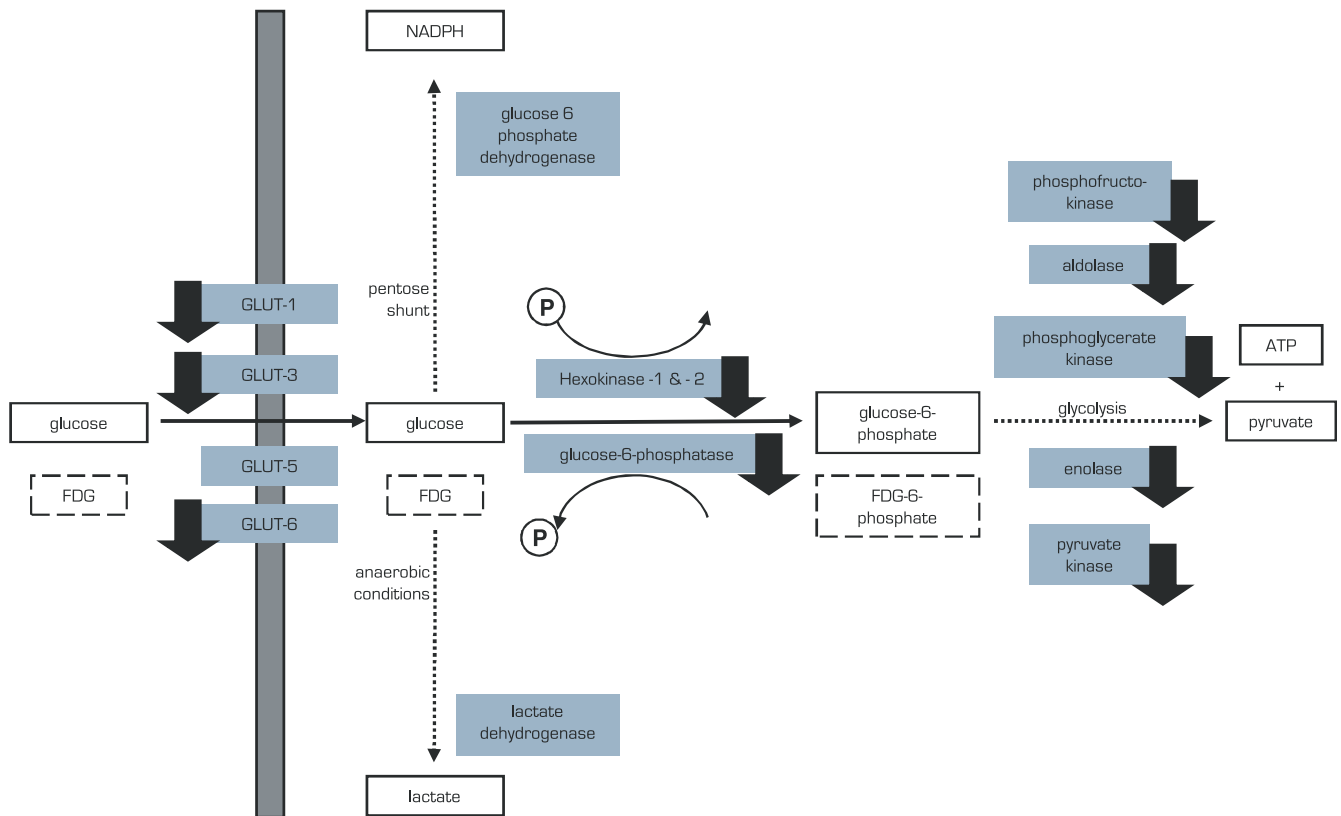 NADPH
glucose 6
phosphate
dehydrogenase
phosphofructo-
kinase
aldolase
GLUT-1
pentose
shunt
P
phosphoglycerate
kinase
ATP
GLUT-3
Hexokinase -1 & - 2
+
glucose
glucose
glucose-6-
phosphate
glycolysis
pyruvate
GLUT-5
glucose-6-phosphatase
enolase
FDG
FDG
FDG-6-
phosphate
GLUT-6
P
pyruvate
kinase
anaerobic
conditions
lactate
dehydrogenase
lactate